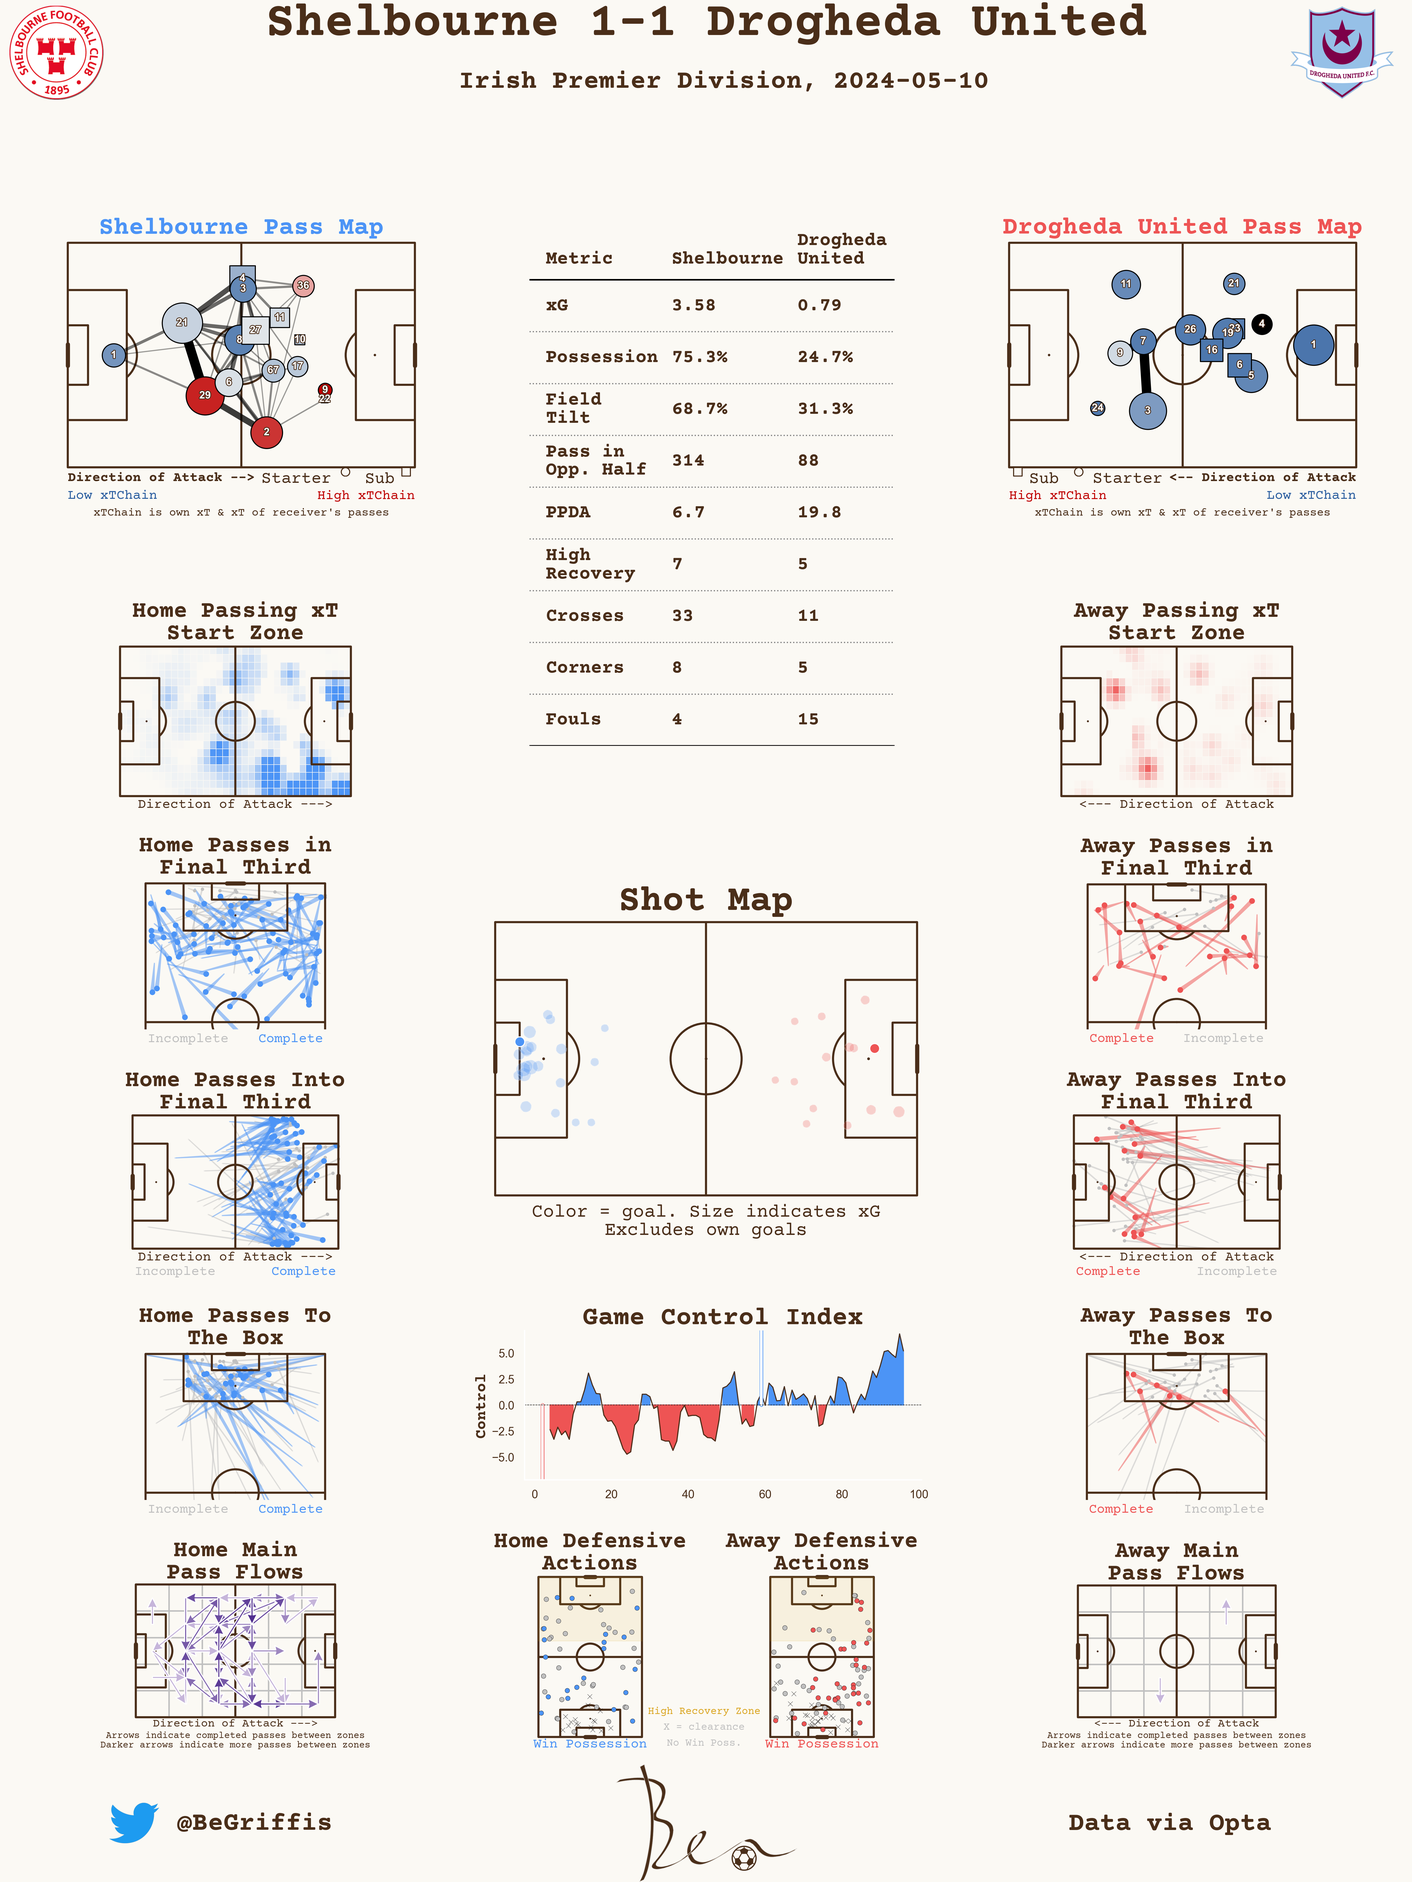 Shelbourne 1-1 Drogheda United
Irish Premier Division, 2024-05-10
SHELBOURNE FOOTBALL CLUB
1895
DROGHEDA UNITED F.C.
Shelbourne Pass Map
4
3
36
21
11
27
8
10
1
67
17
6
29
9
22
2
Direction of Attack --> Starter Sub
Low xTChain High xTChain
xTChain is own xT & xT of receiver's passes
Metric Shelbourne Drogheda United
xG 3.58 0.79
Possession 75.3% 24.7%
Field Tilt 68.7% 31.3%
Pass in Opp. Half 314 88
PPDA 6.7 19.8
High Recovery 7 5
Crosses 33 11
Corners 8 5
Fouls 4 15
Drogheda United Pass Map
11
21
26
19
23
4
7
9
16
1
6
5
24
3
Sub Starter <-- Direction of Attack
High xTChain Low xTChain
xTChain is own xT & xT of receiver's passes
Home Passing xT
Start Zone
Direction of Attack --->
Away Passing xT
Start Zone
<--- Direction of Attack
Home Passes in
Final Third
Incomplete Complete
Away Passes in
Final Third
Complete Incomplete
Shot Map
Color = goal. Size indicates xG
Excludes own goals
Home Passes Into
Final Third
Direction of Attack --->
Incomplete Complete
Away Passes Into
Final Third
<--- Direction of Attack
Complete Incomplete
Home Passes To
The Box
Incomplete Complete
Game Control Index
Control
5.0
2.5
0.0
−2.5
−5.0
0 20 40 60 80 100
Away Passes To
The Box
Complete Incomplete
Home Main
Pass Flows
Direction of Attack --->
Arrows indicate completed passes between zones
Darker arrows indicate more passes between zones
Home Defensive
Actions
Win Possession
Away Defensive
Actions
Win Possession
High Recovery Zone
X = clearance
No Win Poss.
Away Main
Pass Flows
<--- Direction of Attack
Arrows indicate completed passes between zones
Darker arrows indicate more passes between zones
@BeGriffis
Ben
Data via Opta